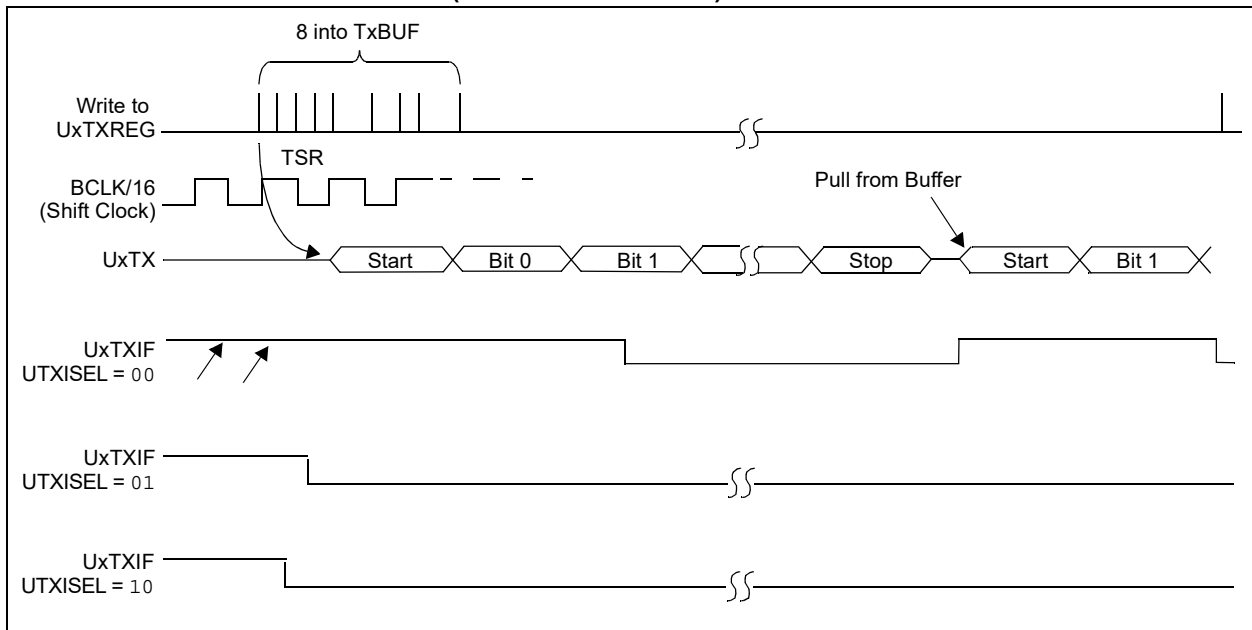 8 into TxBUF
Write to
UxTXREG
TSR
BCLK/16
(Shift Clock)
Pull from Buffer
UxTX
Start
Bit 0
Bit 1
Stop
Start
Bit 1
UxTXIF
UTXISEL = 00
UxTXIF
UTXISEL = 01
UxTXIF
UTXISEL = 10